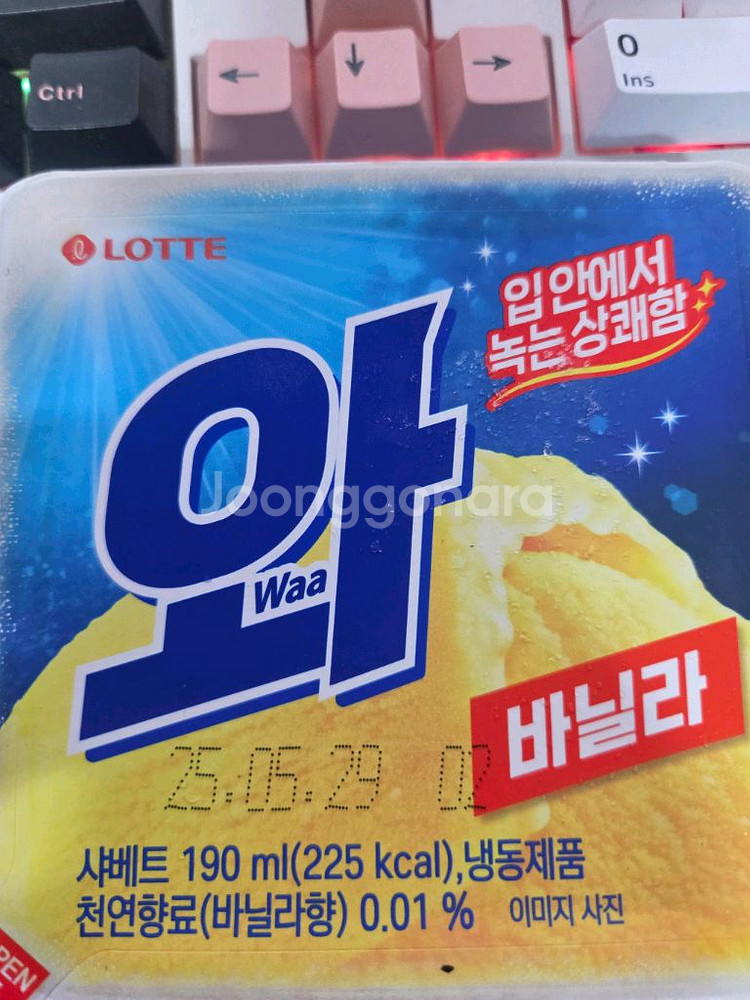 Ctrl
←
↓
→
0
Ins
LOTTE
입안에서
녹는 상쾌함
와
Waa
Joonggonara
바닐라
25.05.29 02
샤베트 190 ml(225 kcal),냉동제품
천연향료(바닐라향) 0.01 % 이미지 사진